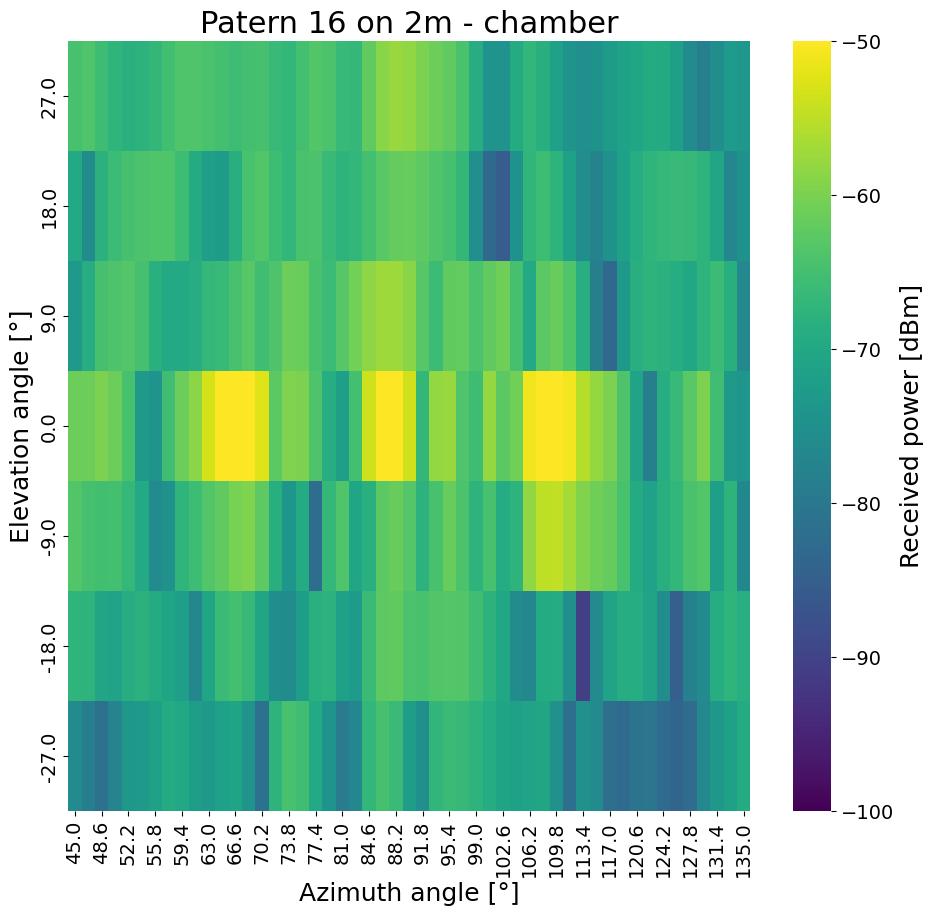 Patern 16 on 2m - chamber
Elevation angle [°]
27.0
18.0
9.0
0.0
-9.0
-18.0
-27.0
45.0 48.6 52.2 55.8 59.4 63.0 66.6 70.2 73.8 77.4 81.0 84.6 88.2 91.8 95.4 99.0 102.6 106.2 109.8 113.4 117.0 120.6 124.2 127.8 131.4 135.0
Azimuth angle [°]
−50
−60
−70
−80
−90
−100
Received power [dBm]